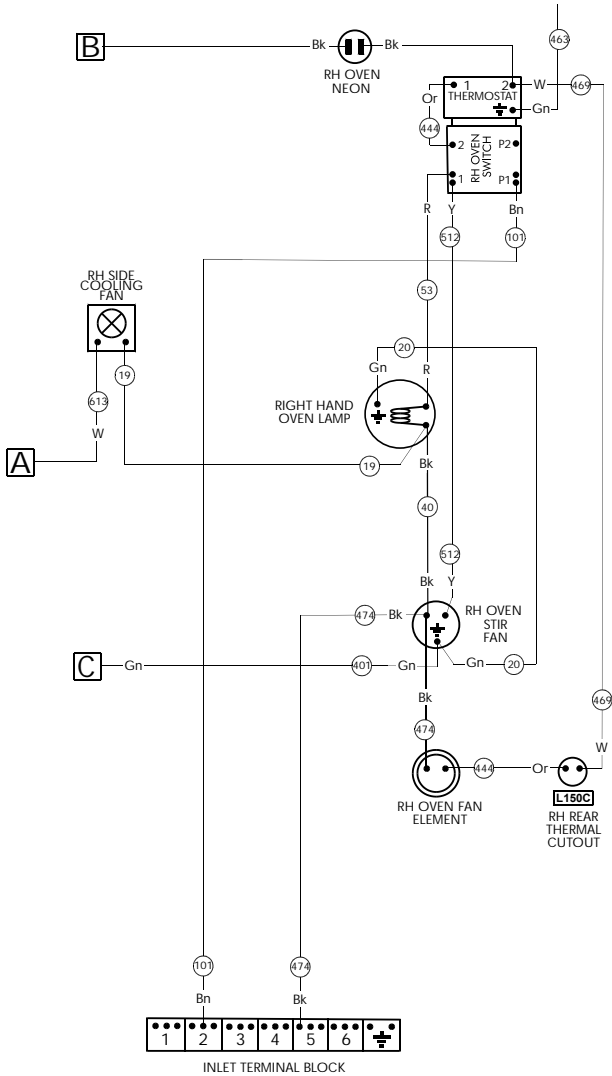 463
B
Bk
Bk
RH OVEN
NEON
1
2
W
469
THERMOSTAT
Or
Gn
444
2
P2
RH OVEN
SWITCH
1
P1
R
Y
Bn
512
101
RH SIDE
COOLING
FAN
53
20
19
Gn
R
613
RIGHT HAND
OVEN LAMP
W
A
19
Bk
40
512
Bk
Y
474
Bk
RH OVEN
STIR
FAN
C
Gn
401
Gn
Gn
20
Bk
469
474
W
444
Or
L150C
RH OVEN FAN
ELEMENT
RH REAR
THERMAL
CUTOUT
101
474
Bn
Bk
1
2
3
4
5
6
INLET TERMINAL BLOCK